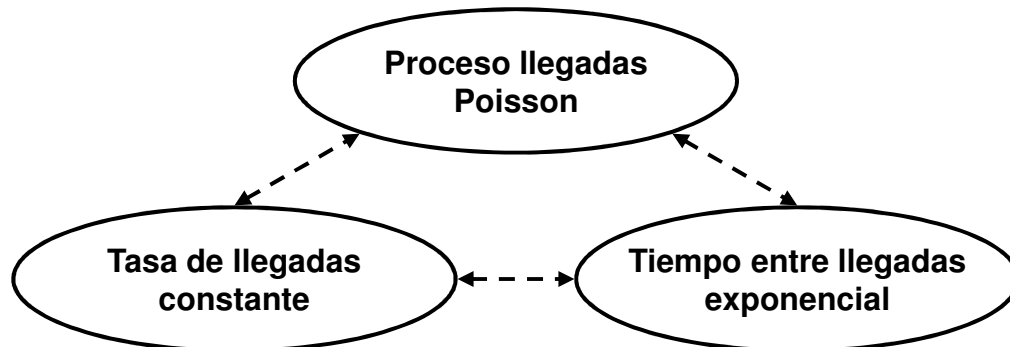 Proceso llegadas
Poisson
Tasa de llegadas
constante
Tiempo entre llegadas
exponencial